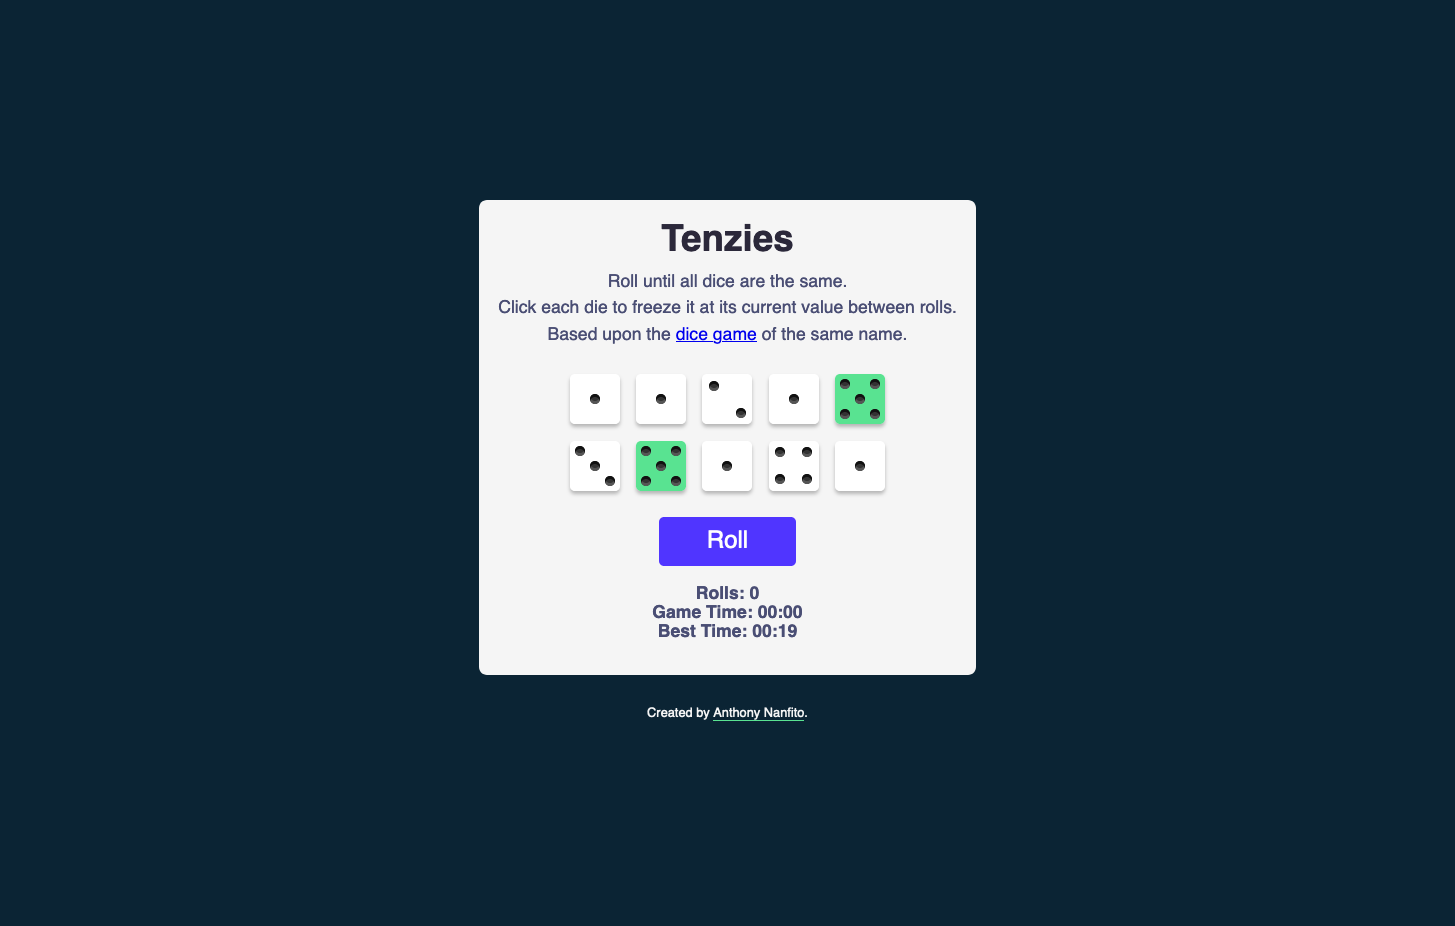 Tenzies
Roll until all dice are the same.
Click each die to freeze it at its current value between rolls.
Based upon the dice game of the same name.
Roll
Rolls: 0
Game Time: 00:00
Best Time: 00:19
Created by Anthony Nanfito.